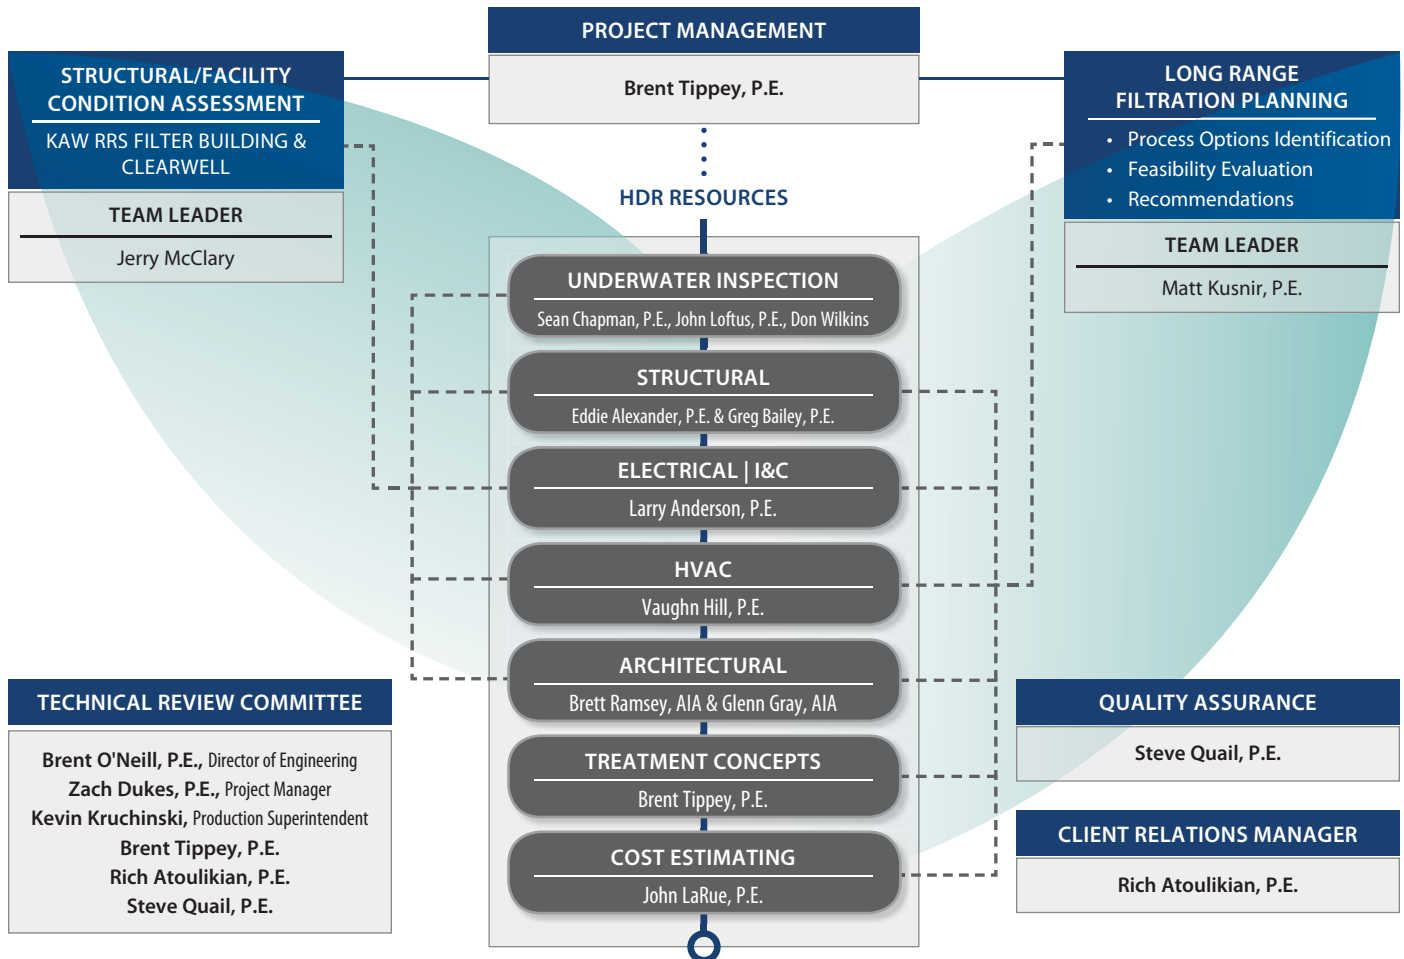 PROJECT MANAGEMENT
Brent Tippey, P.E.
STRUCTURAL/FACILITY
CONDITION ASSESSMENT
KAW RRS FILTER BUILDING &
CLEARWELL
TEAM LEADER
Jerry McClary
LONG RANGE
FILTRATION PLANNING
• Process Options Identification
• Feasibility Evaluation
• Recommendations
TEAM LEADER
Matt Kusnir, P.E.
HDR RESOURCES
UNDERWATER INSPECTION
Sean Chapman, P.E., John Loftus, P.E., Don Wilkins
STRUCTURAL
Eddie Alexander, P.E. & Greg Bailey, P.E.
ELECTRICAL | I&C
Larry Anderson, P.E.
HVAC
Vaughn Hill, P.E.
ARCHITECTURAL
Brett Ramsey, AIA & Glenn Gray, AIA
TREATMENT CONCEPTS
Brent Tippey, P.E.
COST ESTIMATING
John LaRue, P.E.
TECHNICAL REVIEW COMMITTEE
Brent O'Neill, P.E., Director of Engineering
Zach Dukes, P.E., Project Manager
Kevin Kruchinski, Production Superintendent
Brent Tippey, P.E.
Rich Atoulikian, P.E.
Steve Quail, P.E.
QUALITY ASSURANCE
Steve Quail, P.E.
CLIENT RELATIONS MANAGER
Rich Atoulikian, P.E.